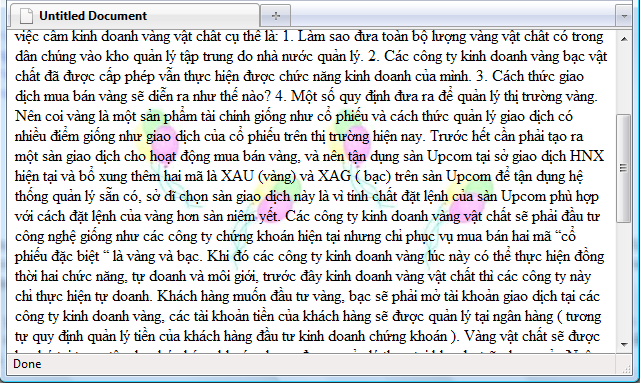 Untitled Document
việc cấm kinh doanh vàng vật chất cụ thể là: 1. Làm sao đưa toàn bộ lượng vàng vật chất có trong
dân chúng vào kho quản lý tập trung do nhà nước quản lý. 2. Các công ty kinh doanh vàng bạc vật
chất đã được cấp phép vẫn thực hiện được chức năng kinh doanh của mình. 3. Cách thức giao
dịch mua bán vàng sẽ diễn ra như thế nào? 4. Một số quy định đưa ra để quản lý thị trường vàng.
Nên coi vàng là một sản phẩm tài chính giống như cổ phiếu và cách thức quản lý giao dịch có
nhiều điểm giống như giao dịch của cổ phiếu trên thị trường hiện nay. Trước hết cần phải tạo ra
một sàn giao dịch cho hoạt động mua bán vàng, và nên tận dụng sàn Upcom tại sở giao dịch HNX
hiện tại và bổ xung thêm hai mã là XAU (vàng) và XAG ( bạc) trên sàn Upcom để tận dụng hệ
thống quản lý sẵn có, sở dĩ chọn sàn giao dịch này là vì tính chất đặt lệnh của sàn Upcom phù hợp
với cách đặt lệnh của vàng hơn sàn niêm yết. Các công ty kinh doanh vàng vật chất sẽ phải đầu tư
công nghệ giống như các công ty chứng khoán hiện tại nhưng chỉ phục vụ mua bán hai mã “cổ
phiếu đặc biệt “ là vàng và bạc. Khi đó các công ty kinh doanh vàng lúc này có thể thực hiện đồng
thời hai chức năng, tự doanh và môi giới, trước đây kinh doanh vàng vật chất thì các công ty này
chỉ thực hiện tự doanh. Khách hàng muốn đầu tư vàng, bạc sẽ phải mở tài khoản giao dịch tại các
công ty kinh doanh vàng, các tài khoản tiền của khách hàng sẽ được quản lý tại ngân hàng ( tương
tự quy định quản lý tiền của khách hàng đầu tư kinh doanh chứng khoán ). Vàng vật chất sẽ được
Done